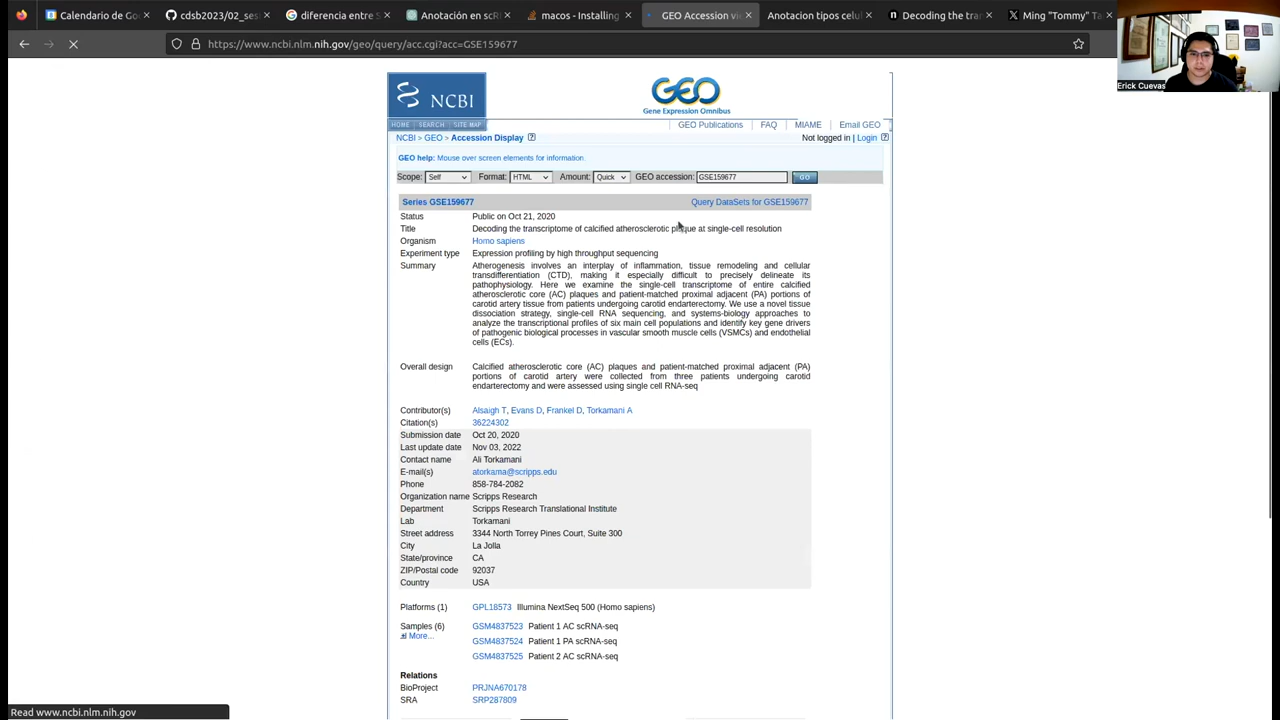 Calendario del Go
cdsb2023/02_sesion
diferencia entre s
Anotación en scRI
macos - Installing
GEO Accession vi
Anotacion tipos celul
Decoding the tran
Ming "Tommy" Ta
https://www.ncbi.nlm.nih.gov/geo/query/acc.cgi?acc=GSE159677
Erick Cuevas
NCBI
HOME SEARCH SITE MAP
GEO
Gene Expression Omnibus
GEO Publications FAQ MIAME Email GEO
NCBI > GEO > Accession Display
Not logged in | Login
GEO help: Mouse over screen elements for information.
Scope: Self Format: HTML Amount: Quick GEO accession: GSE159677 GO
Series GSE159677 Query DataSets for GSE159677
Status Public on Oct 21, 2020
Title Decoding the transcriptome of calcified atherosclerotic plaque at single-cell resolution
Organism Homo sapiens
Experiment type Expression profiling by high throughput sequencing
Summary Atherogenesis involves an interplay of inflammation, tissue remodeling and cellular
transdifferentiation (CTD), making it especially difficult to precisely delineate its
pathophysiology. Here we examine the single-cell transcriptome of entire calcified
atherosclerotic core (AC) plaques and patient-matched proximal adjacent (PA) portions of
carotid artery tissue from patients undergoing carotid endarterectomy. We use a novel tissue
dissociation strategy, single-cell RNA sequencing, and systems-biology approaches to
analyze the transcriptional profiles of six main cell populations and identify key gene drivers
of pathogenic biological processes in vascular smooth muscle cells (VSMCs) and endothelial
cells (ECs).
Overall design Calcified atherosclerotic core (AC) plaques and patient-matched proximal adjacent (PA)
portions of carotid artery were collected from three patients undergoing carotid
endarterectomy and were assessed using single cell RNA-seq
Contributor(s) Alsaigh T, Evans D, Frankel D, Torkamani A
Citation(s) 36224302
Submission date Oct 20, 2020
Last update date Nov 03, 2022
Contact name Ali Torkamani
E-mail(s) atorkama@scripps.edu
Phone 858-784-2082
Organization name Scripps Research
Department Scripps Research Translational Institute
Lab Torkamani
Street address 3344 North Torrey Pines Court, Suite 300
City La Jolla
State/province CA
ZIP/Postal code 92037
Country USA
Platforms (1) GPL18573 Illumina NextSeq 500 (Homo sapiens)
Samples (6) GSM4837523 Patient 1 AC scRNA-seq
More... GSM4837524 Patient 1 PA scRNA-seq
GSM4837525 Patient 2 AC scRNA-seq
Relations
BioProject PRJNA670178
SRA SRP287809
Read www.ncbi.nlm.nih.gov